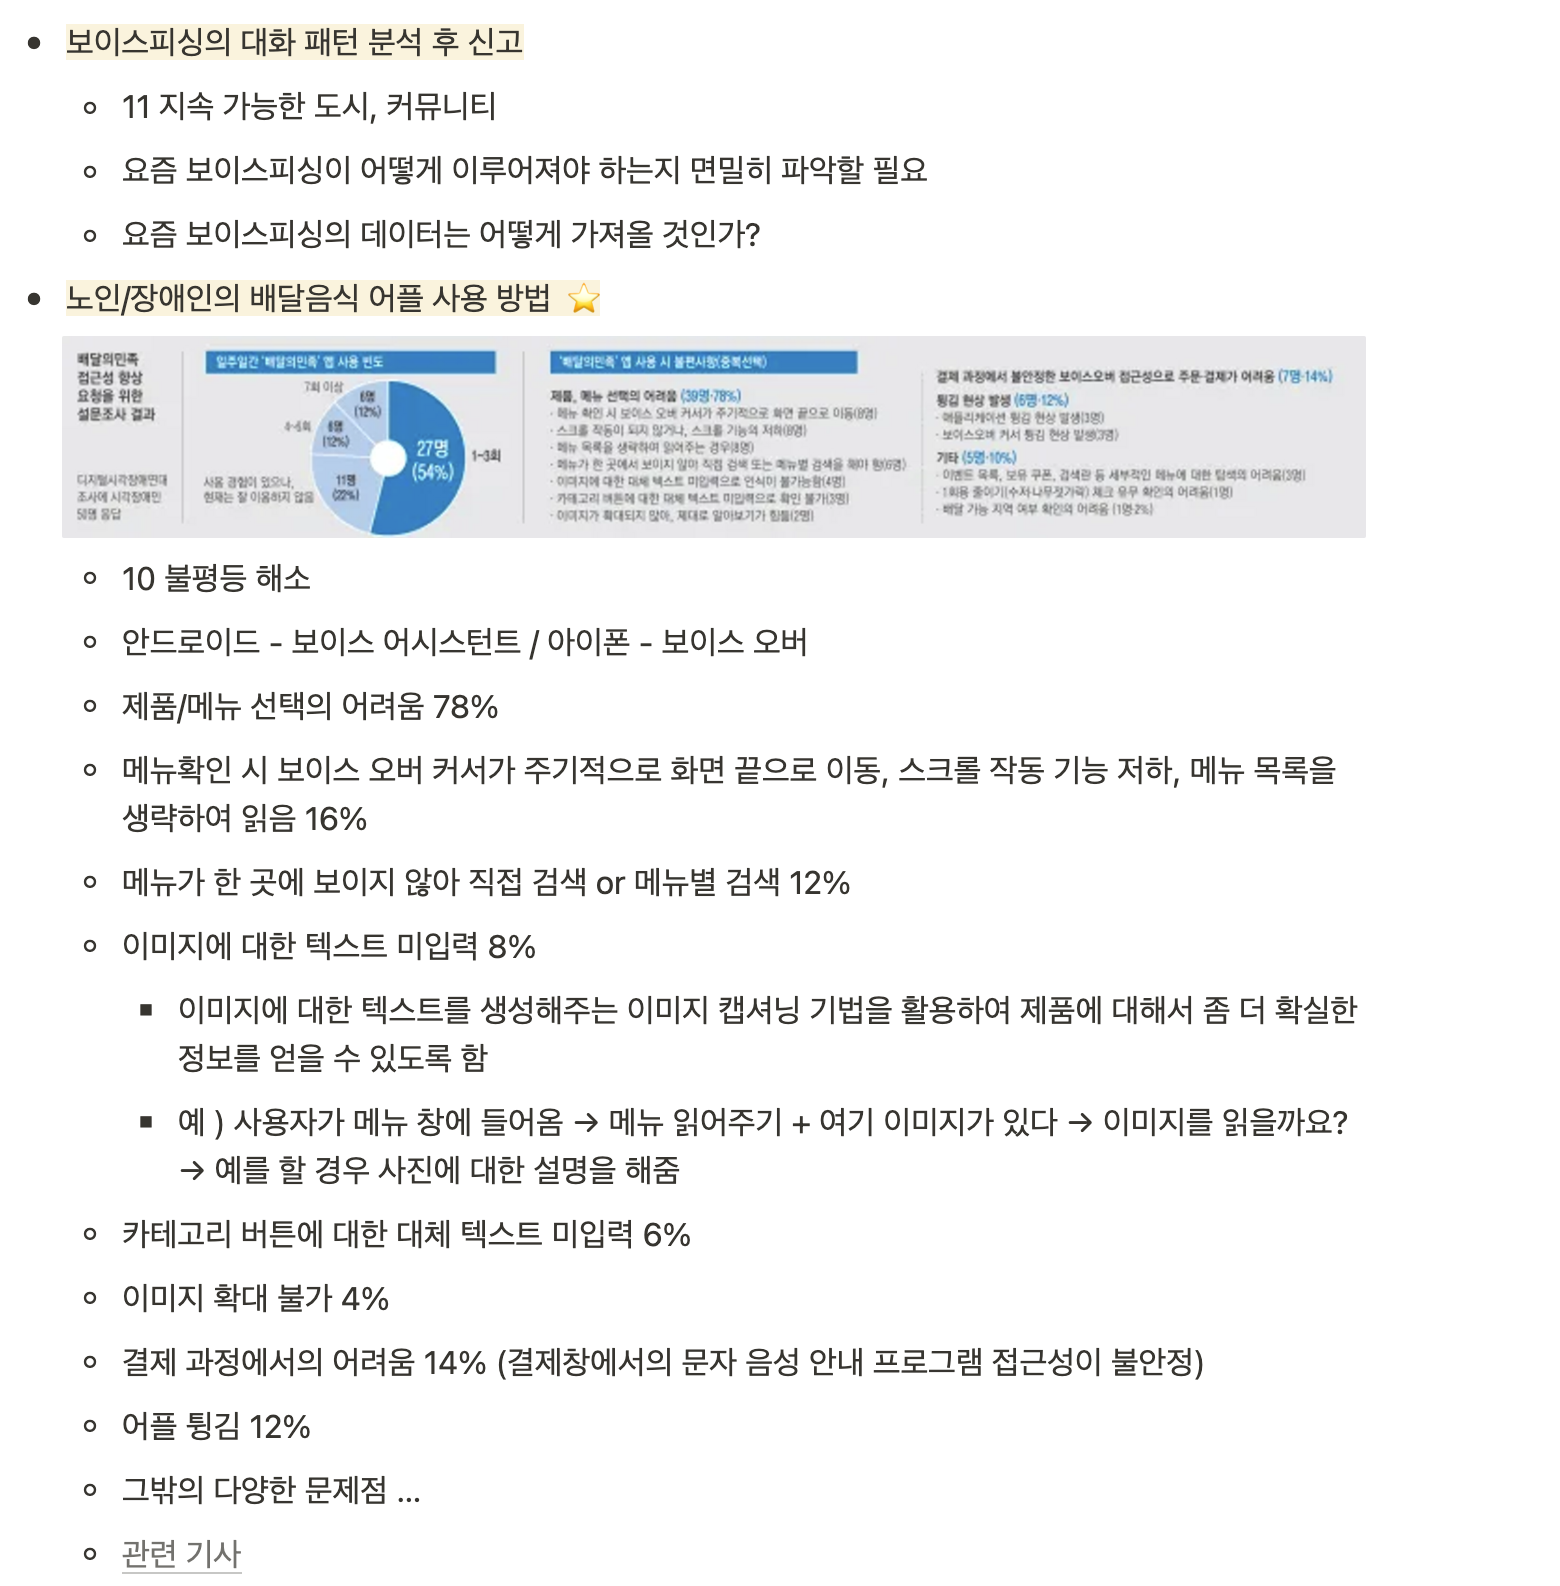 보이스피싱의 대화 패턴 분석 후 신고
11 지속 가능한 도시, 커뮤니티
요즘 보이스피싱이 어떻게 이루어져야 하는지 면밀히 파악할 필요
요즘 보이스피싱의 데이터는 어떻게 가져올 것인가?
노인/장애인의 배달음식 어플 사용 방법 ⭐
배달의민족
접근성 향상
요청을 위한
설문조사 결과
디지털시각장애연대
조사에 시각장애인
50명 응답
일주일간 '배달의민족' 앱 사용 빈도
7회 이상
6명
(12%)
4~6회
6명
(12%)
27명
(54%)
1~3회
사용 경험이 있으나,
현재는 잘 이용하지 않음
11명
(22%)
'배달의민족' 앱 사용 시 불편사항(중복선택)
제품, 메뉴 선택의 어려움 (39명·78%)
· 메뉴 확인 시 보이스 오버 커서가 주기적으로 화면 끝으로 이동(8명)
· 스크롤 작동이 되지 않거나, 스크롤 기능의 저하(8명)
· 메뉴 목록을 생략하여 읽어주는 경우(8명)
· 메뉴가 한 곳에서 보이지 않아 직접 검색 또는 메뉴별 검색을 해야 함(6명)
· 이미지에 대한 대체 텍스트 미입력으로 인식이 불가능함(4명)
· 카테고리 버튼에 대한 대체 텍스트 미입력으로 확인 불가(3명)
· 이미지가 확대되지 않아, 제대로 알아보기가 힘듦(2명)
결제 과정에서 불안정한 보이스오버 접근성으로 주문·결제가 어려움 (7명·14%)
튕김 현상 발생 (6명·12%)
· 애플리케이션 튕김 현상 발생(3명)
· 보이스오버 커서 튕김 현상 발생(3명)
기타 (5명·10%)
· 이벤트 목록, 보유 쿠폰, 검색란 등 세부적인 메뉴에 대한 탐색의 어려움(3명)
· 1회용 줄이기(수저·나무젓가락) 체크 유무 확인의 어려움(1명)
· 배달 가능 지역 여부 확인의 어려움 (1명·2%)
10 불평등 해소
안드로이드 - 보이스 어시스턴트 / 아이폰 - 보이스 오버
제품/메뉴 선택의 어려움 78%
메뉴확인 시 보이스 오버 커서가 주기적으로 화면 끝으로 이동, 스크롤 작동 기능 저하, 메뉴 목록을
생략하여 읽음 16%
메뉴가 한 곳에 보이지 않아 직접 검색 or 메뉴별 검색 12%
이미지에 대한 텍스트 미입력 8%
이미지에 대한 텍스트를 생성해주는 이미지 캡셔닝 기법을 활용하여 제품에 대해서 좀 더 확실한
정보를 얻을 수 있도록 함
예 ) 사용자가 메뉴 창에 들어옴 → 메뉴 읽어주기 + 여기 이미지가 있다 → 이미지를 읽을까요?
→ 예를 할 경우 사진에 대한 설명을 해줌
카테고리 버튼에 대한 대체 텍스트 미입력 6%
이미지 확대 불가 4%
결제 과정에서의 어려움 14% (결제창에서의 문자 음성 안내 프로그램 접근성이 불안정)
어플 튕김 12%
그밖의 다양한 문제점 ...
관련 기사